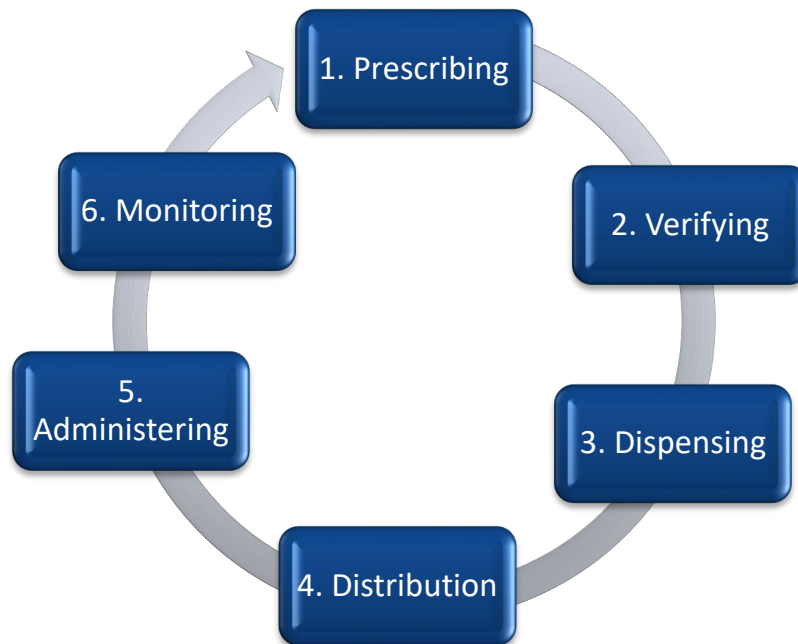 1. Prescribing
2. Verifying
3. Dispensing
4. Distribution
5.
Administering
6. Monitoring